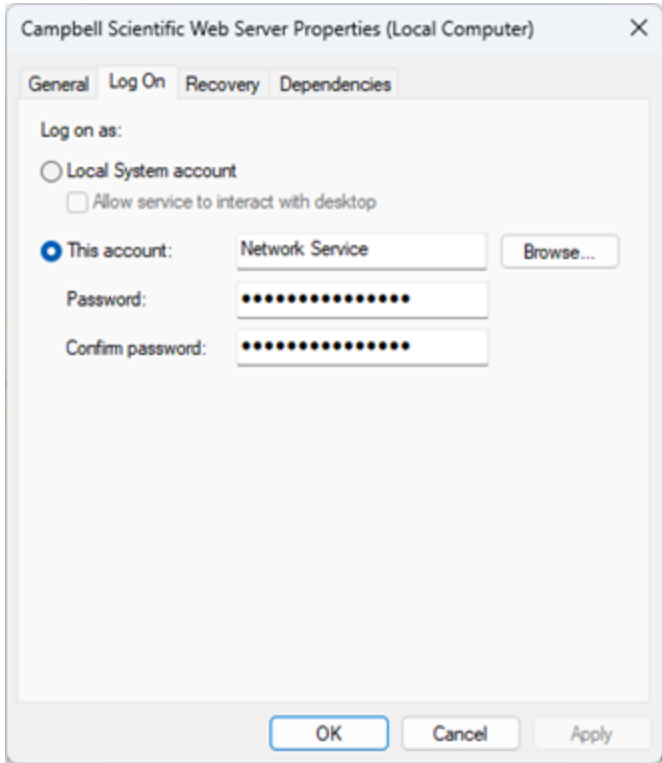 Campbell Scientific Web Server Properties (Local Computer)
General Log On Recovery Dependencies
Log on as:
Local System account
Allow service to interact with desktop
This account: Network Service Browse...
Password: •••••••••••••••
Confirm password: •••••••••••••••
OK Cancel Apply